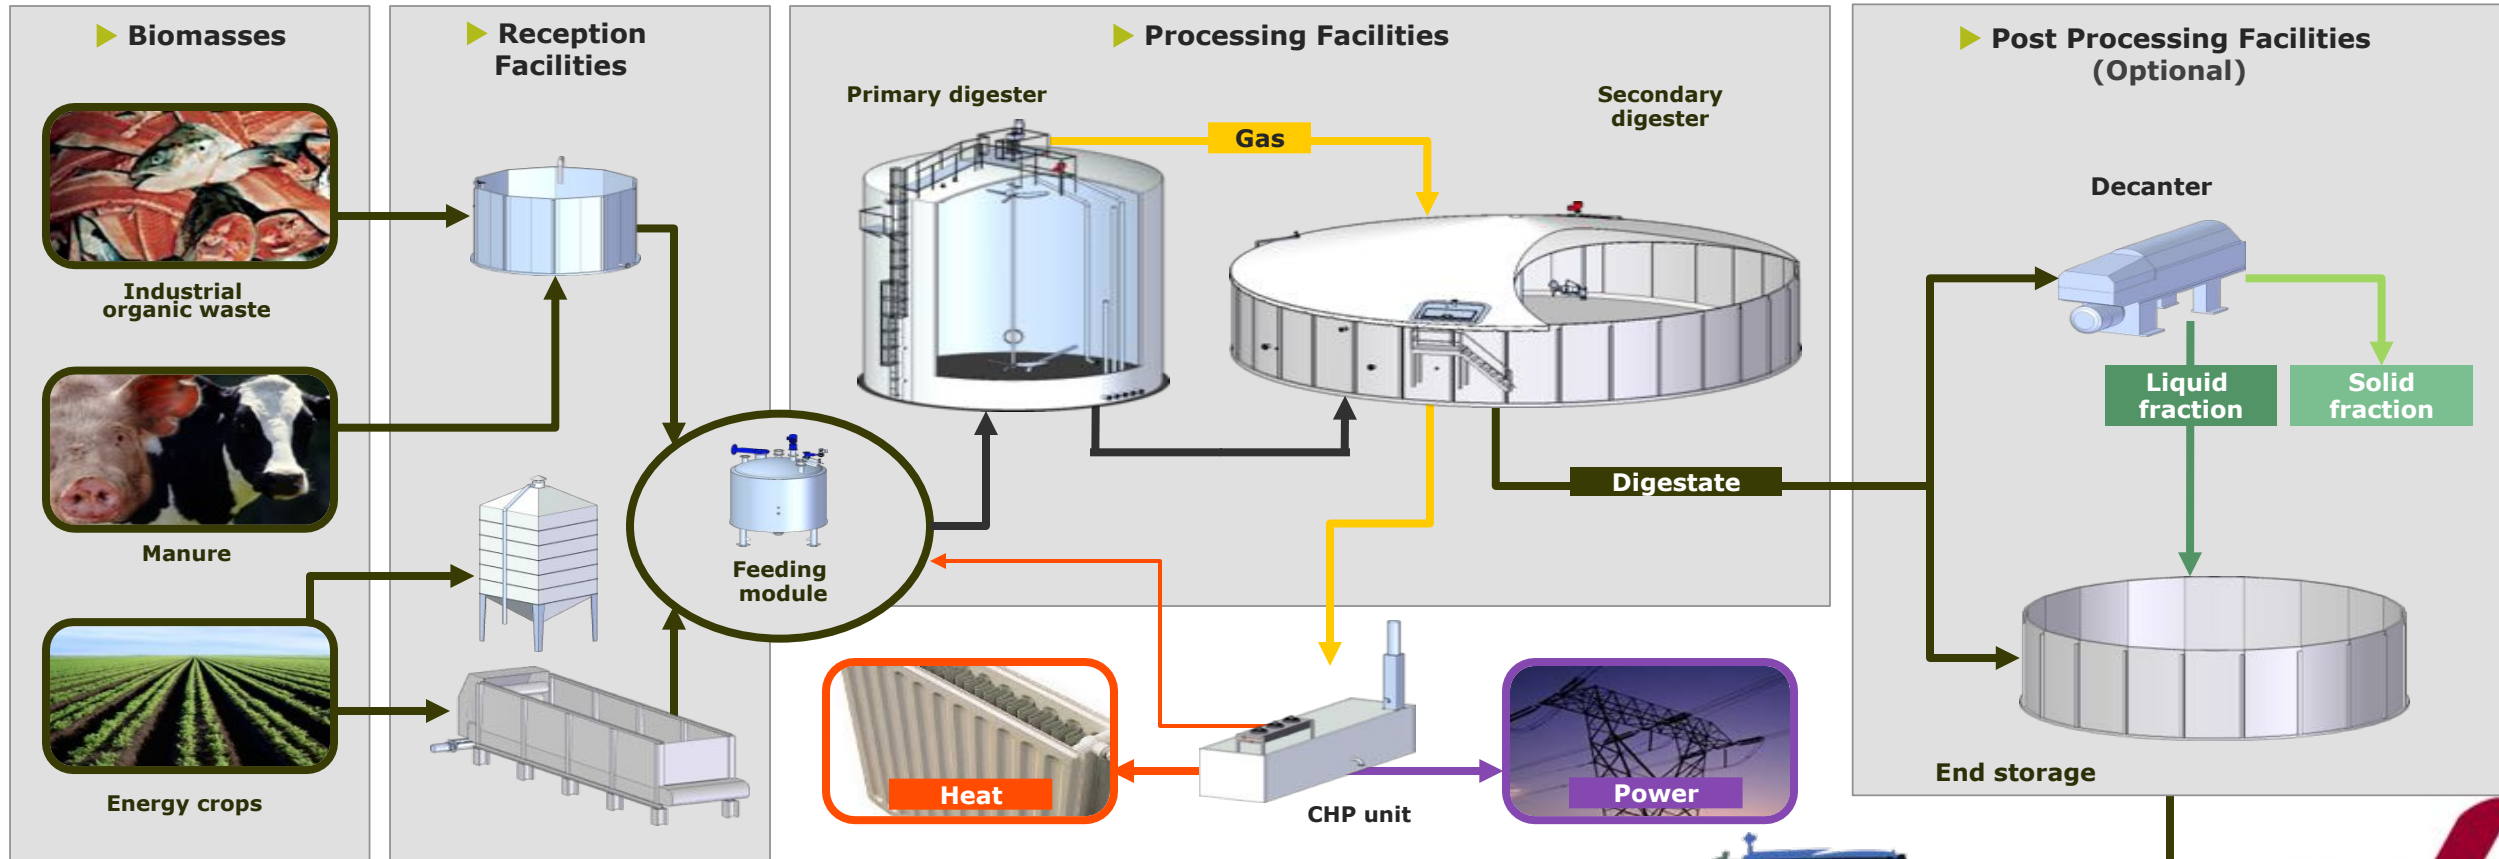 Biomasses
Industrial
organic waste
Manure
Energy crops
Reception
Facilities
Feeding
module
Processing Facilities
Primary digester
Gas
Secondary
digester
Digestate
Heat
CHP unit
Power
Post Processing Facilities
(Optional)
Decanter
Liquid
fraction
Solid
fraction
End storage